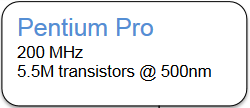 Pentium Pro
200 MHz
5.5M transistors @ 500nm